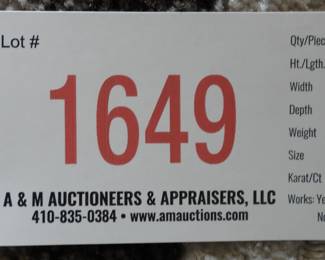 Lot #
1649
A & M AUCTIONEERS & APPRAISERS, LLC
410-835-0384 • www.amauctions.com
Qty/Piec
Ht./Lgth.
Width
Depth
Weight
Size
Karat/Ct
Works: Ye
No